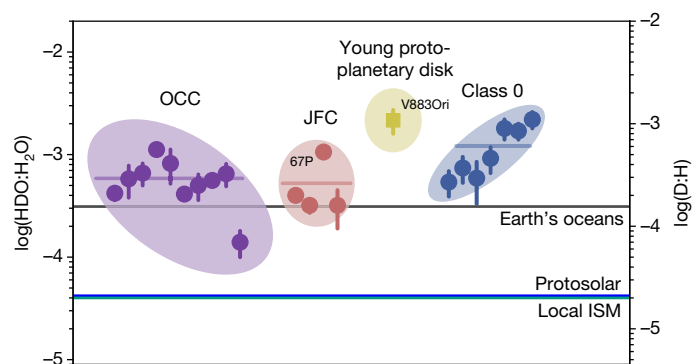 −2
−2
Young proto-
planetary disk
Class 0
OCC
V883Ori
JFC
−3
−3
67P
log(HDO:H₂O)
log(D:H)
Earth's oceans
−4
−4
Protosolar
Local ISM
−5
−5